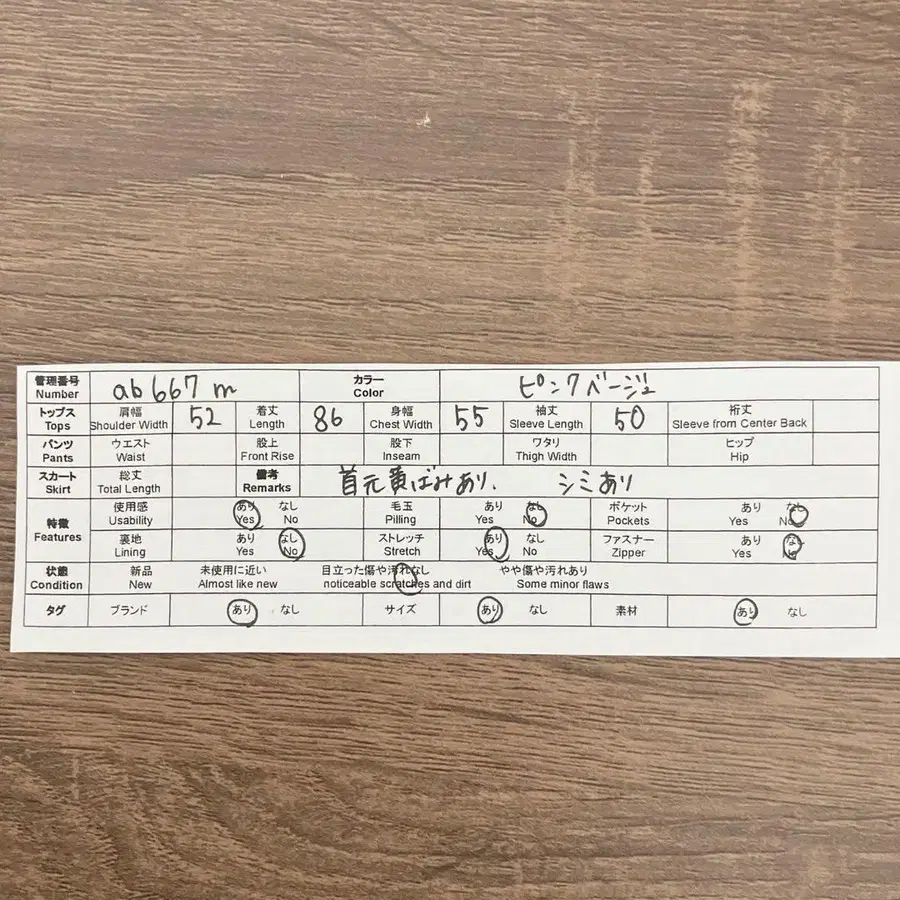 管理番号 ab667m カラー ピンクベージュ
Number Color
トップス 肩幅 52 着丈 86 身幅 55 袖丈 50 裄丈
Tops Shoulder Width Length Chest Width Sleeve Length Sleeve from Center Back
パンツ ウエスト 股上 股下 ワタリ ヒップ
Pants Waist Front Rise Inseam Thigh Width Hip
スカート 総丈 備考 首元黄ばみあり、 シミあり
Skirt Total Length Remarks
特徴 使用感 あり なし 毛玉 あり なし ポケット あり なし
Features Usability Yes No Pilling Yes No Pockets Yes No
裏地 あり なし ストレッチ あり なし ファスナー あり なし
Lining Yes No Stretch Yes No Zipper Yes No
状態 新品 未使用に近い 目立った傷や汚れなし やや傷や汚れあり
Condition New Almost like new noticeable scratches and dirt Some minor flaws
タグ ブランド あり なし サイズ あり なし 素材 あり なし